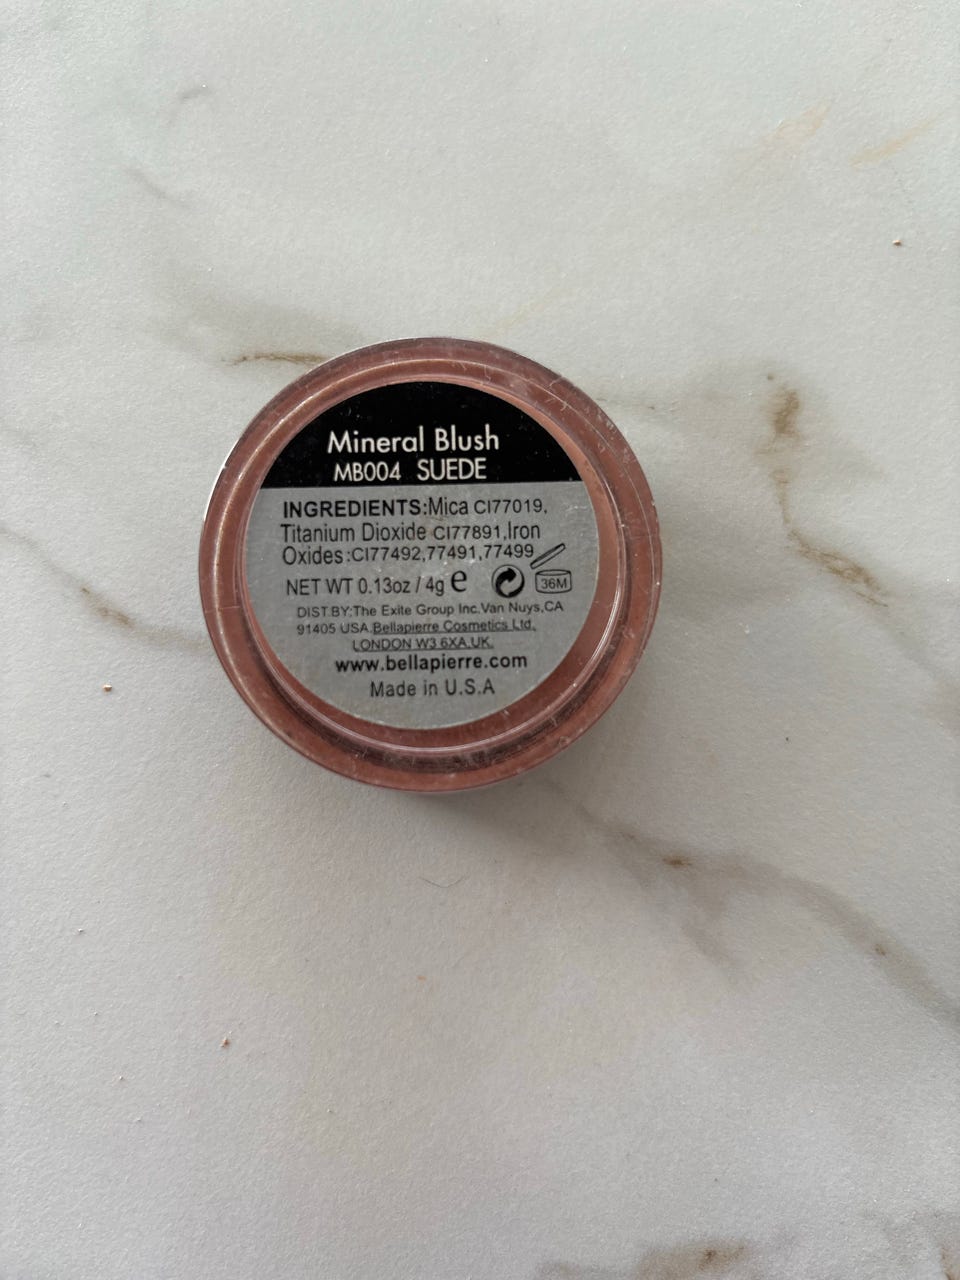 Mineral Blush
MB004 SUEDE
INGREDIENTS:Mica CI77019,
Titanium Dioxide CI77891,Iron
Oxides:CI77492,77491,77499
NET WT 0.13oz / 4g e 36M
DIST.BY:The Exite Group Inc.Van Nuys,CA
91405 USA.Bellapierre Cosmetics Ltd.
LONDON W3 6XA.UK.
www.bellapierre.com
Made in U.S.A